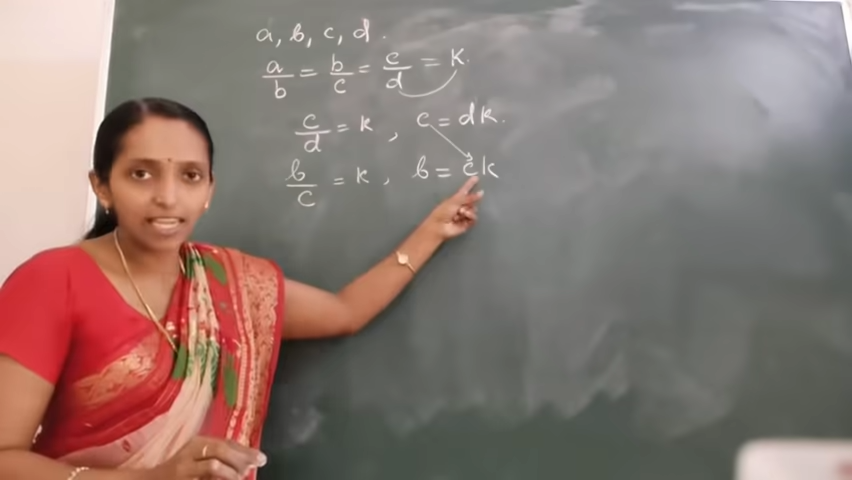 a, b, c, d.
a/b = b/c = c/d = K.
c/d = k, c = dk.
b/c = k, b = ck